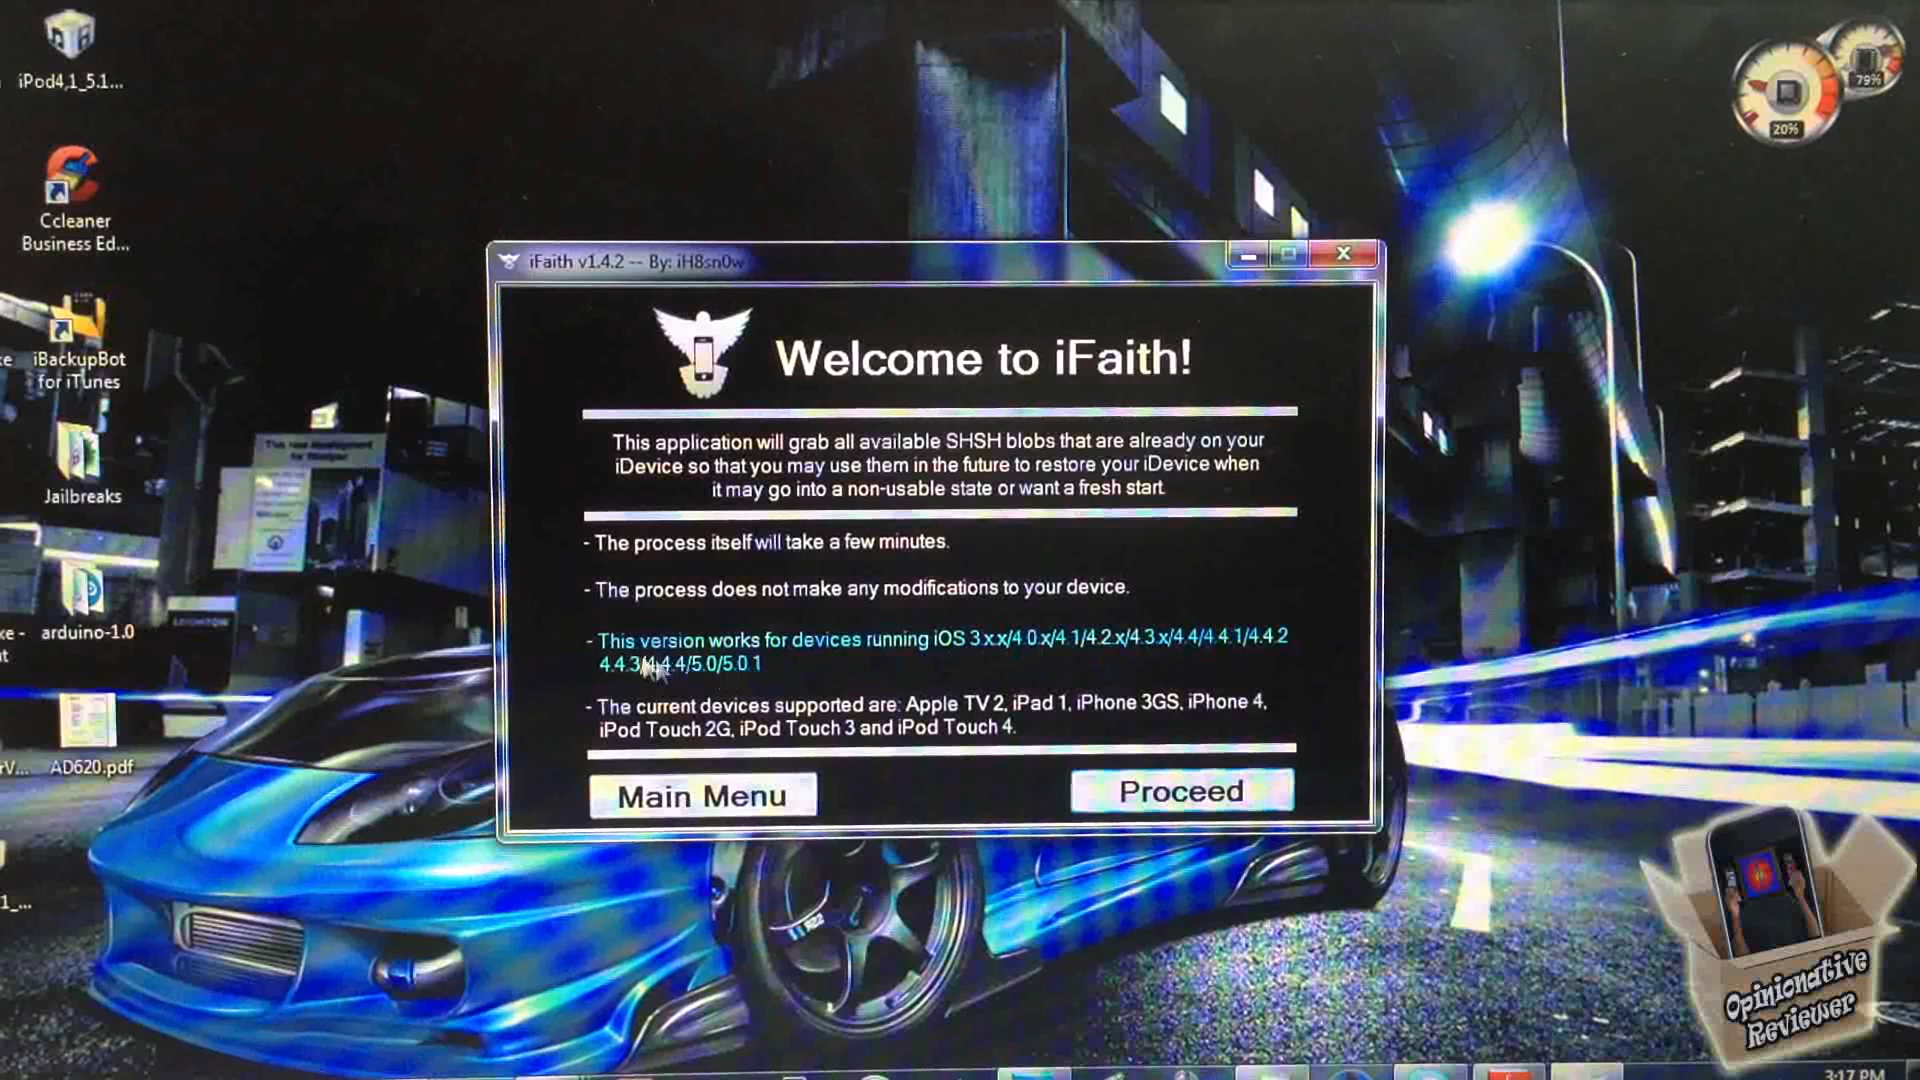 iPod4,1_5.1...
Ccleaner
Business Ed...
iBackupBot
for iTunes
Jailbreaks
arduino-1.0
AD620.pdf
79%
20%
iFaith v1.4.2 -- By: iH8sn0w
Welcome to iFaith!
This application will grab all available SHSH blobs that are already on your
iDevice so that you may use them in the future to restore your iDevice when
it may go into a non-usable state or want a fresh start.
- The process itself will take a few minutes.
- The process does not make any modifications to your device.
- This version works for devices running iOS 3.x.x/4.0.x/4.1/4.2.x/4.3.x/4.4/4.4.1/4.4.2
4.4.3/4.4.4/5.0/5.0.1
- The current devices supported are: Apple TV 2, iPad 1, iPhone 3GS, iPhone 4,
iPod Touch 2G, iPod Touch 3 and iPod Touch 4.
Main Menu
Proceed
Opinionative
Reviewer
3:17 PM